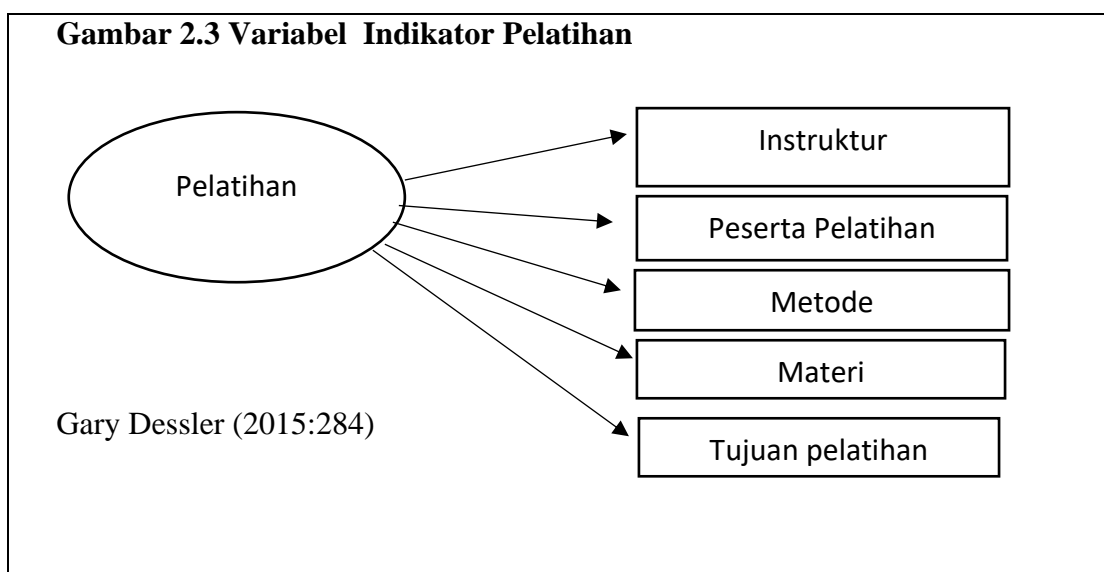 Gambar 2.3 Variabel  Indikator Pelatihan
Pelatihan
Instruktur
Peserta Pelatihan
Metode
Materi
Tujuan pelatihan
Gary Dessler (2015:284)